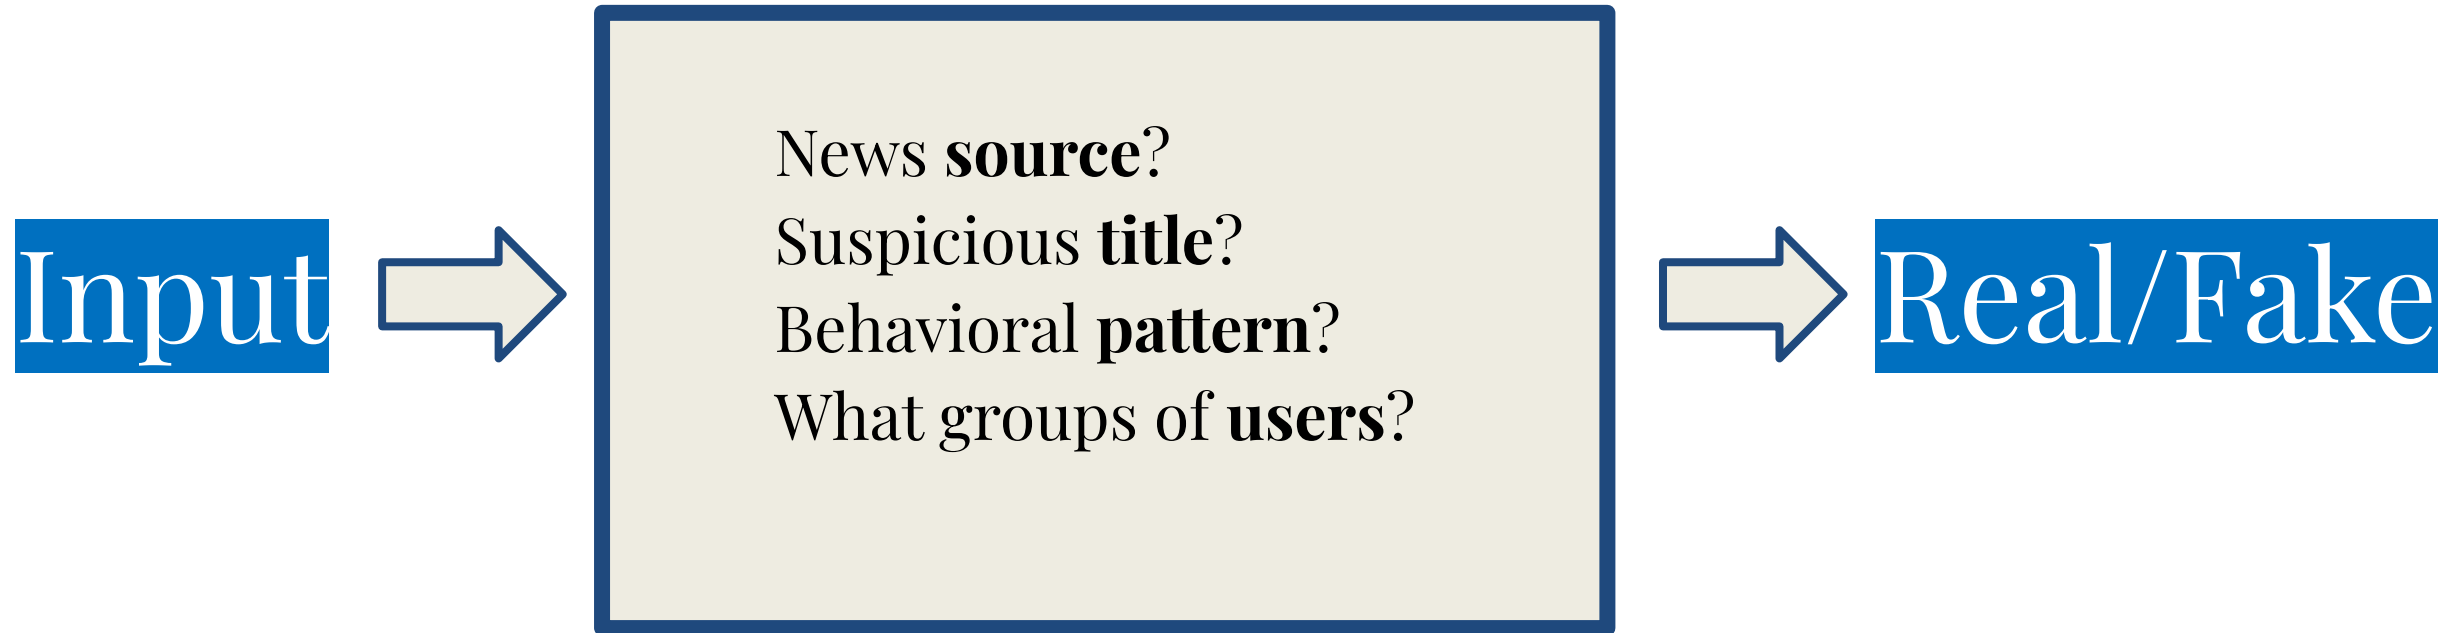 Input
News source?
Suspicious title?
Behavioral pattern?
What groups of users?
Real/Fake